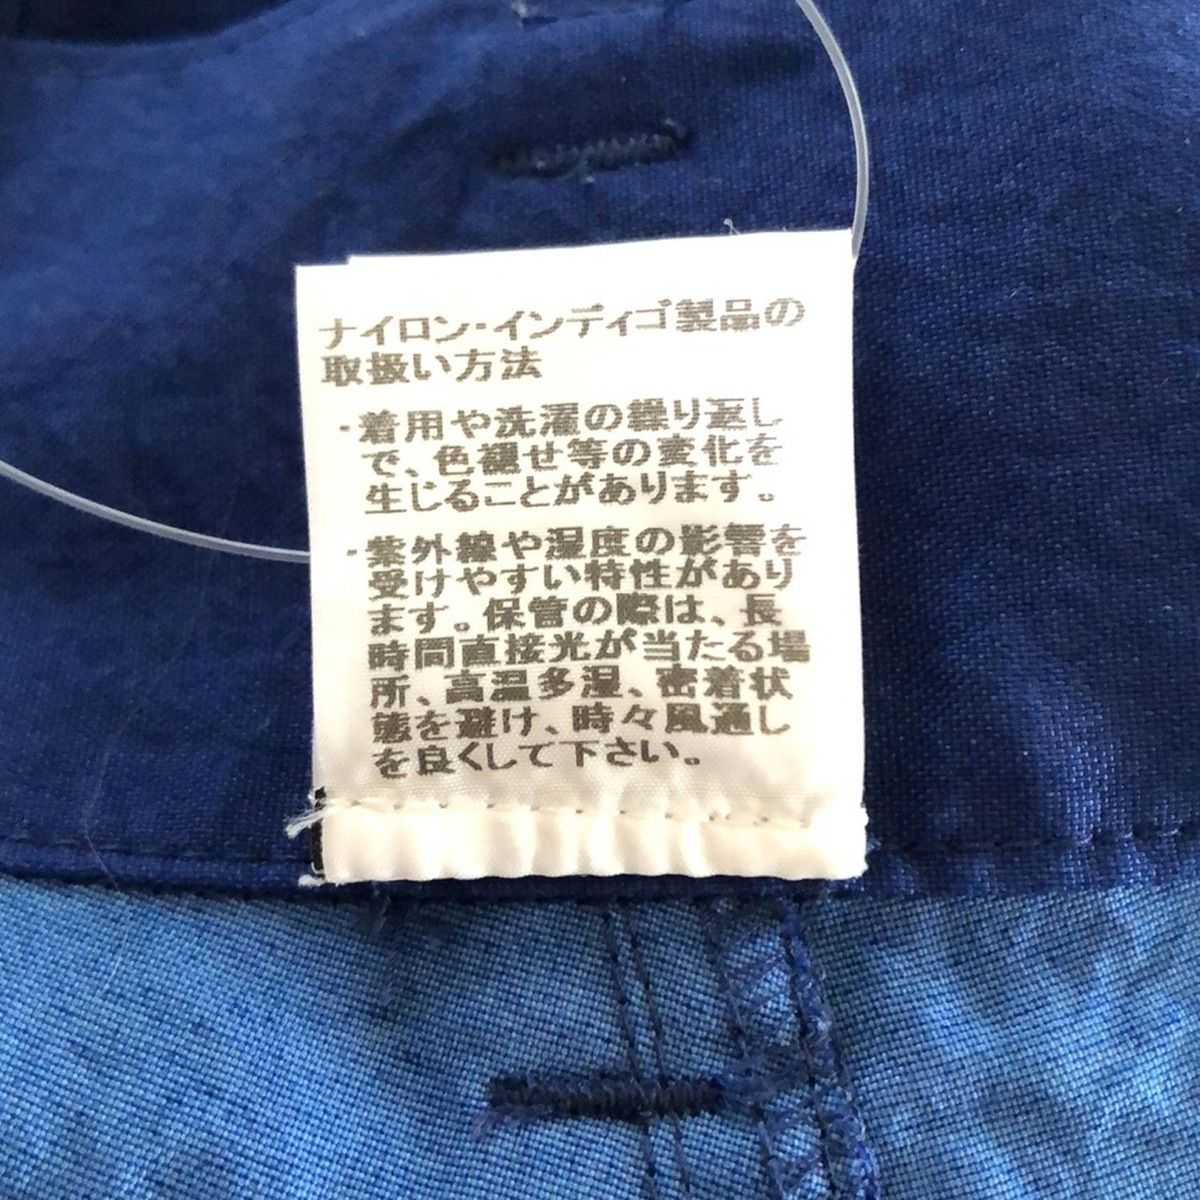 ナイロン・インディゴ製品の
取扱い方法
・着用や洗濯の繰り返し
で、色褪せ等の変化を
生じることがあります。
・紫外線や湿度の影響を
受けやすい特性があり
ます。保管の際は、長
時間直接光が当たる場
所、高温多湿、密着状
態を避け、時々風通し
を良くして下さい。